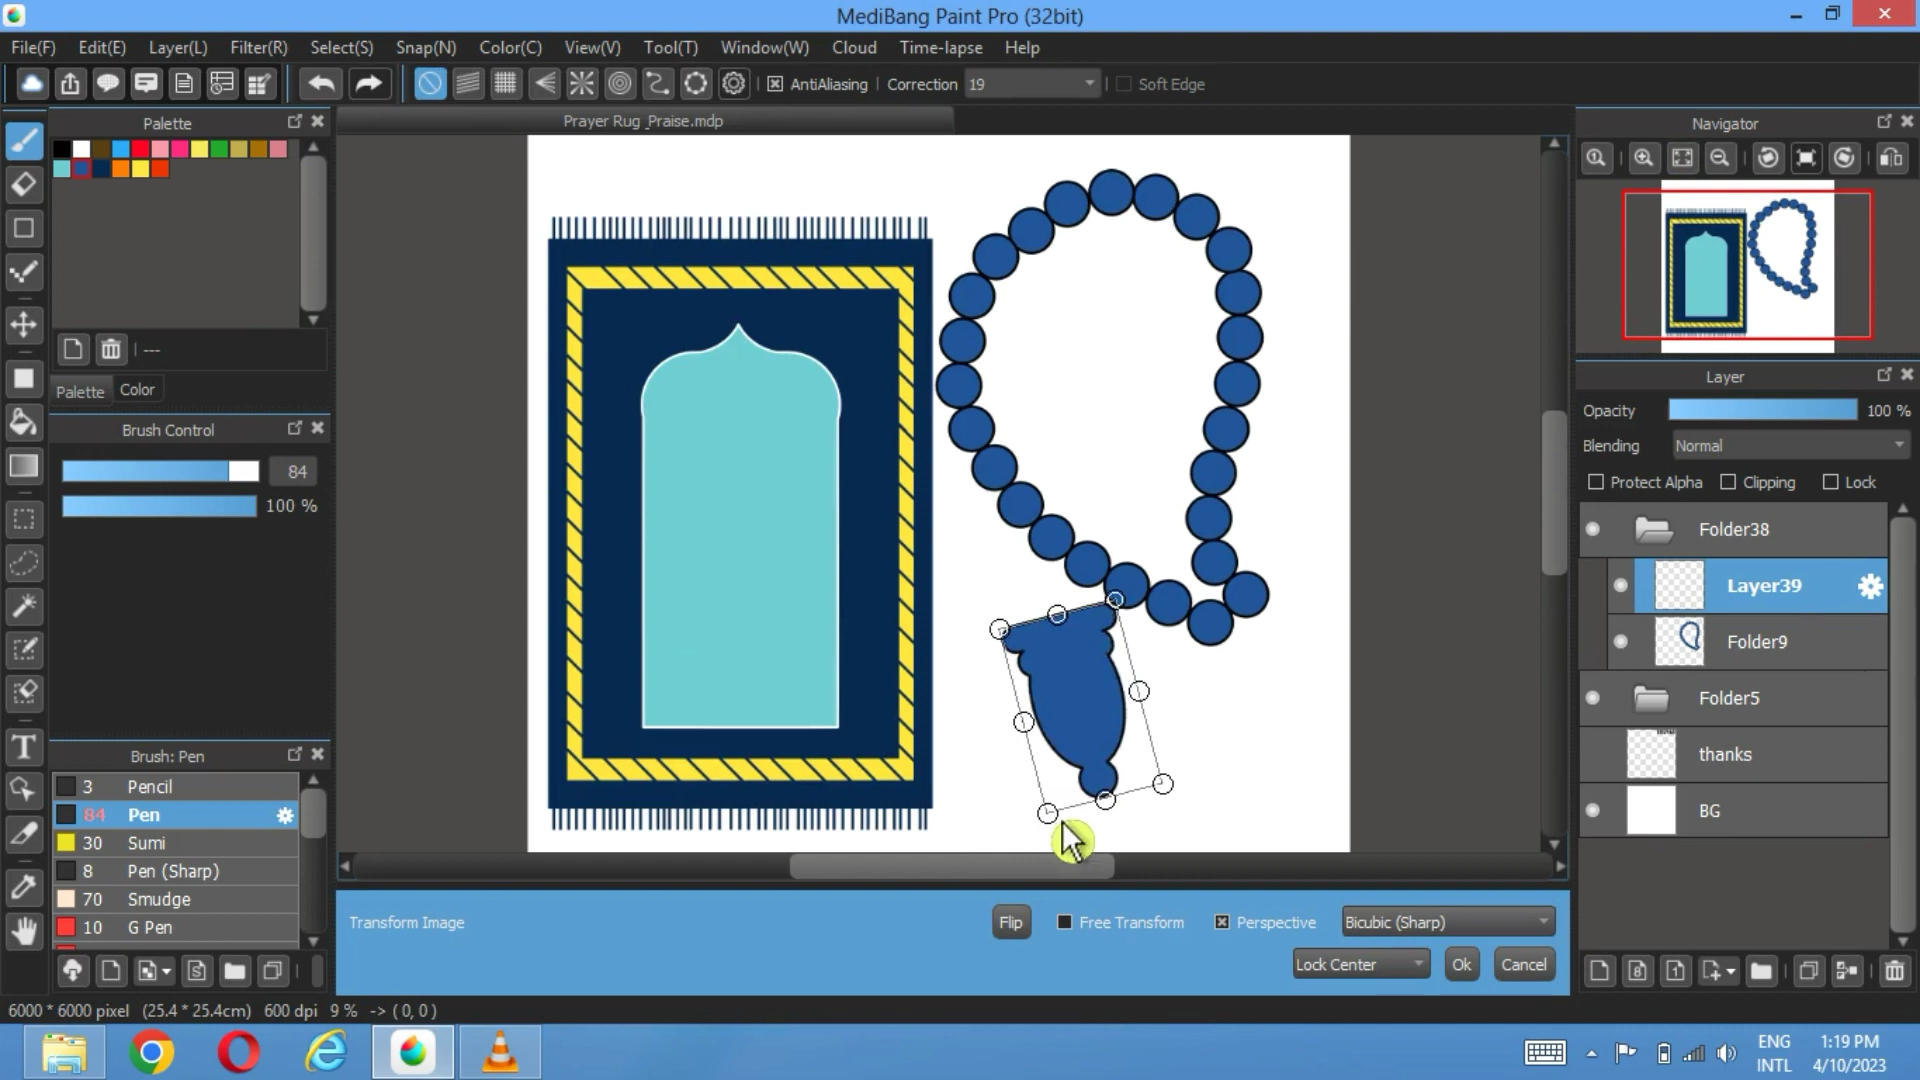 MediBang Paint Pro (32bit)
File(F) Edit(E) Layer(L) Filter(R) Select(S) Snap(N) Color(C) View(V) Tool(T) Window(W) Cloud Time-lapse Help
AntiAliasing Correction 19 Soft Edge
Palette
Prayer Rug _Praise.mdp
Navigator
---
Palette Color
Brush Control
84
100 %
Layer
Opacity 100 %
Blending Normal
Protect Alpha Clipping Lock
Folder38
Layer39
Folder9
Folder5
thanks
BG
Brush: Pen
3 Pencil
84 Pen
30 Sumi
8 Pen (Sharp)
70 Smudge
10 G Pen
Transform Image Flip Free Transform Perspective Bicubic (Sharp)
Lock Center Ok Cancel
6000 * 6000 pixel (25.4 * 25.4cm) 600 dpi 9 % -> ( 0, 0 )
ENG 1:19 PM
INTL 4/10/2023